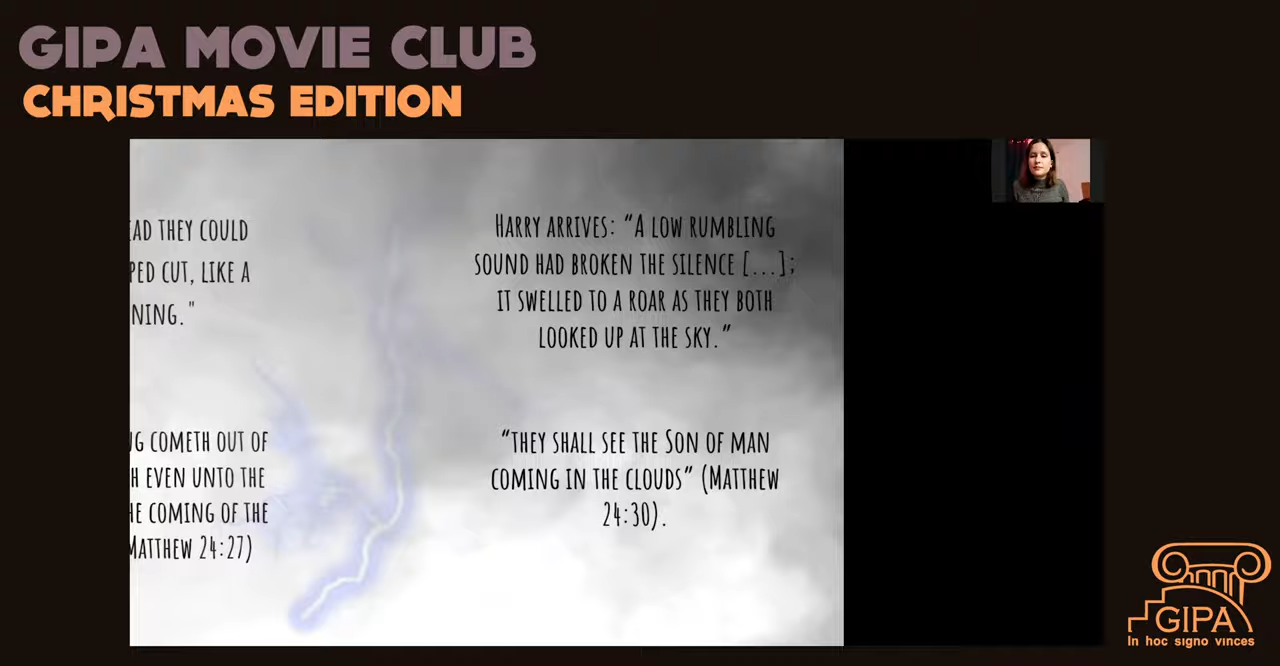 GIPA MOVIE CLUB
CHRISTMAS EDITION
EAD THEY COULD
PED CUT, LIKE A
NING."
NG COMETH OUT OF
H EVEN UNTO THE
HE COMING OF THE
MATTHEW 24:27)
HARRY ARRIVES: “A LOW RUMBLING
SOUND HAD BROKEN THE SILENCE [...];
IT SWELLED TO A ROAR AS THEY BOTH
LOOKED UP AT THE SKY.”
“THEY SHALL SEE THE SON OF MAN
COMING IN THE CLOUDS” (MATTHEW
24:30).
GIPA
In hoc signo vinces